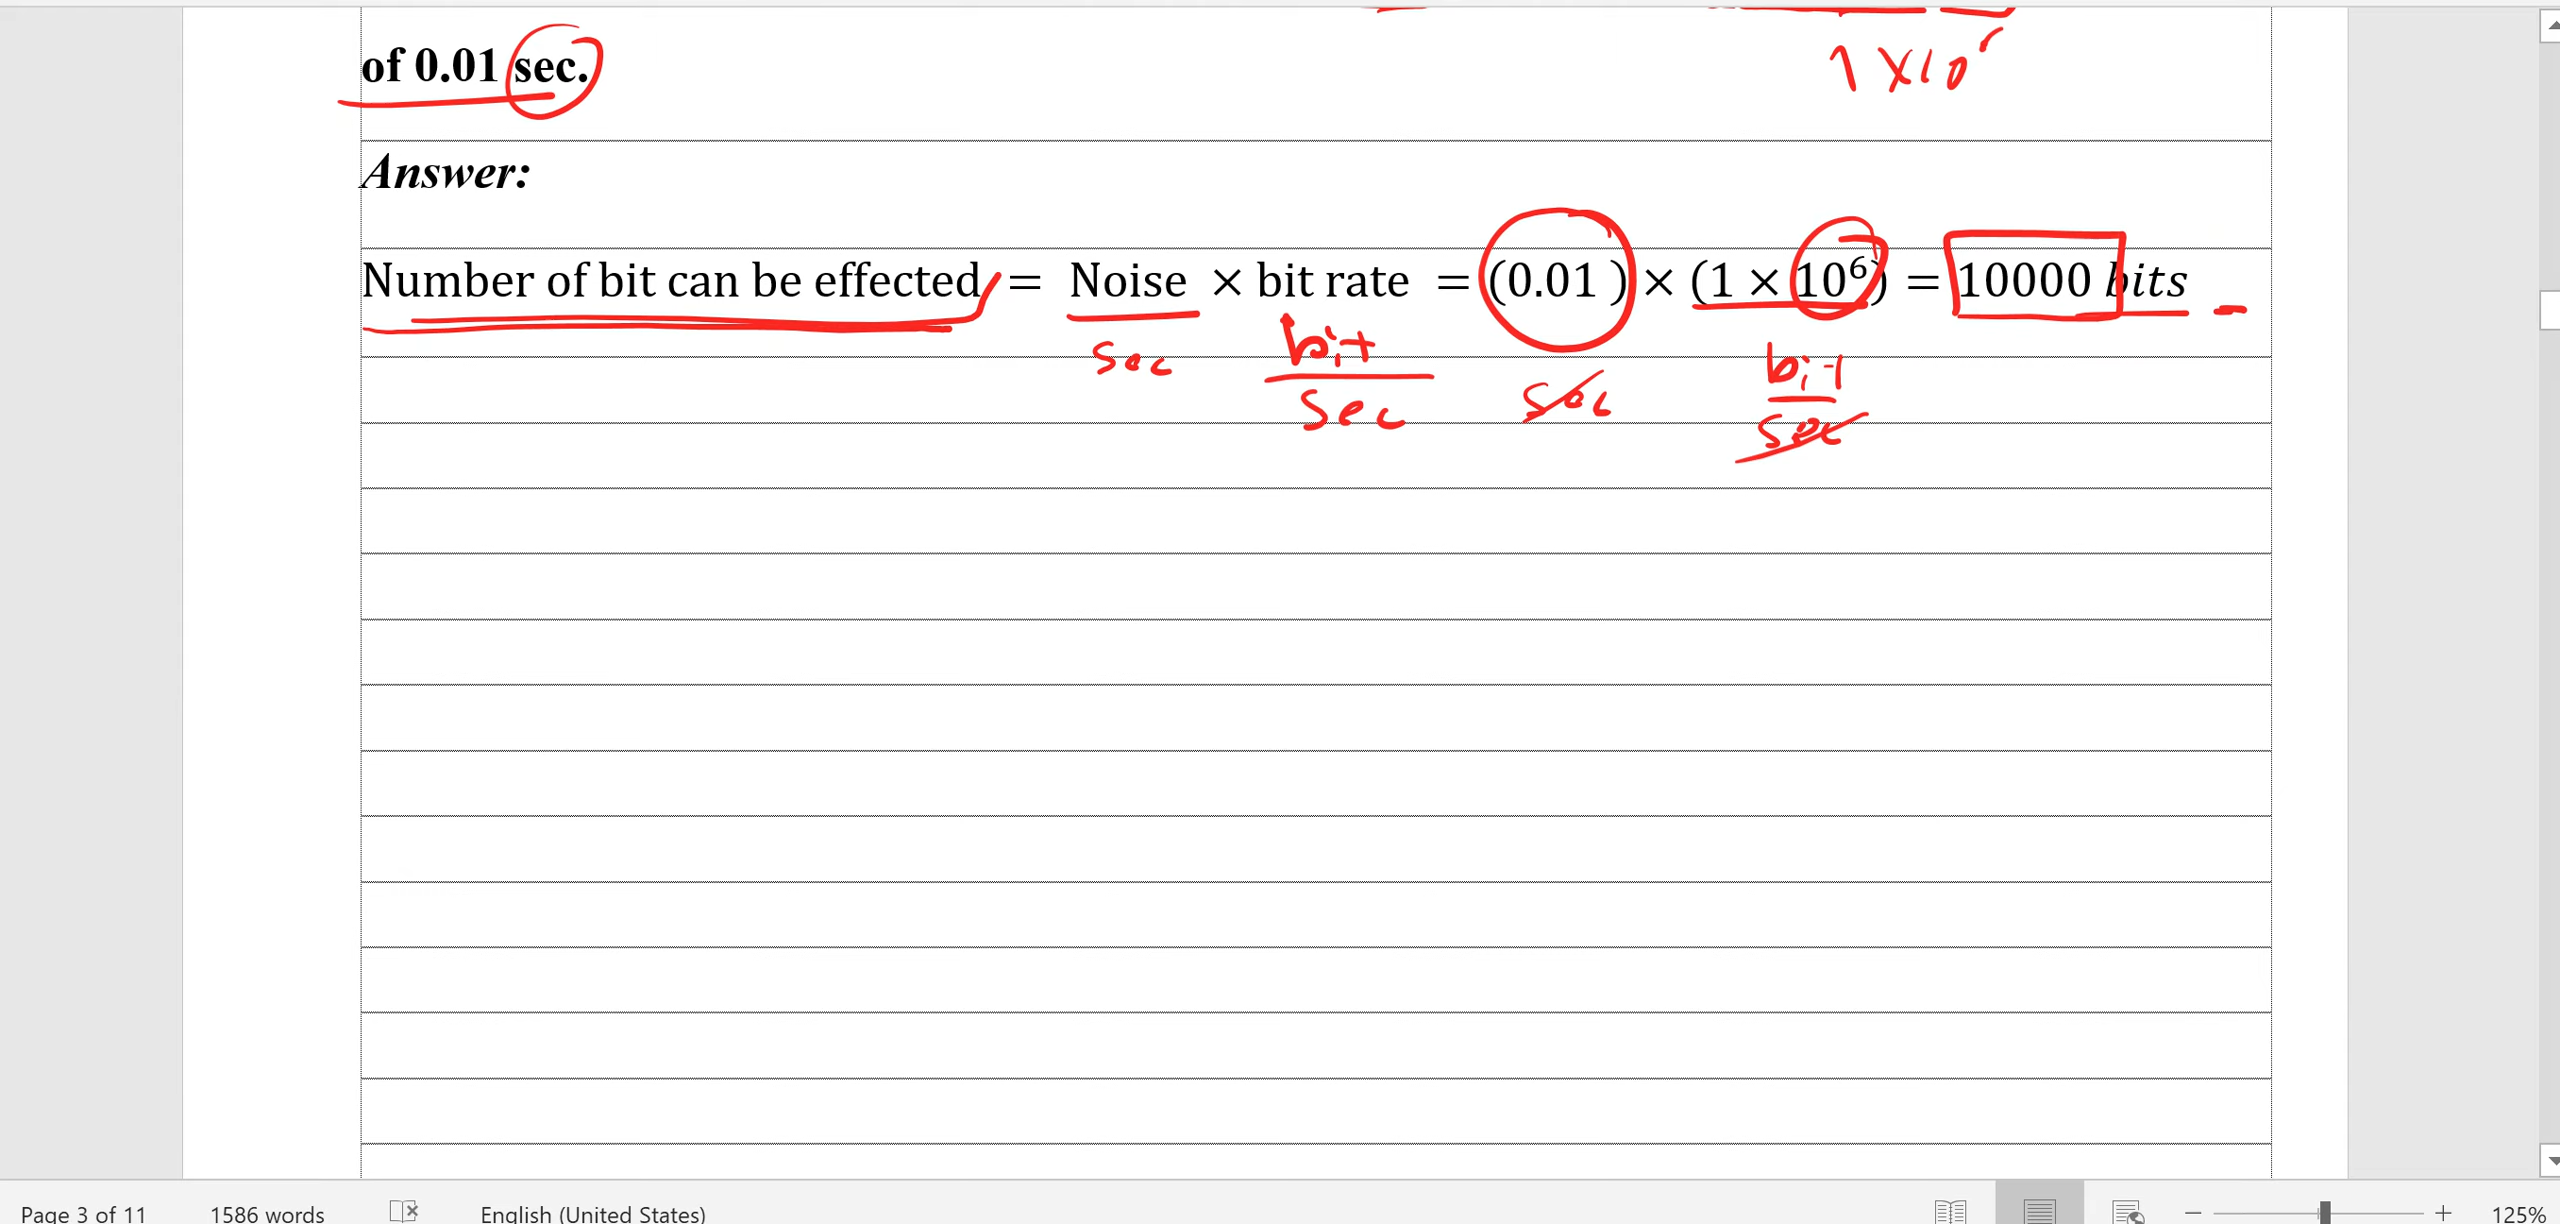 of 0.01 sec.
1 × 10
Answer:
Number of bit can be effected = Noise × bit rate = (0.01 ) × (1 × 10⁶) = 10000 bits
sec bit/sec sec bit/sec
Page 3 of 11 1586 words English (United States) 125%